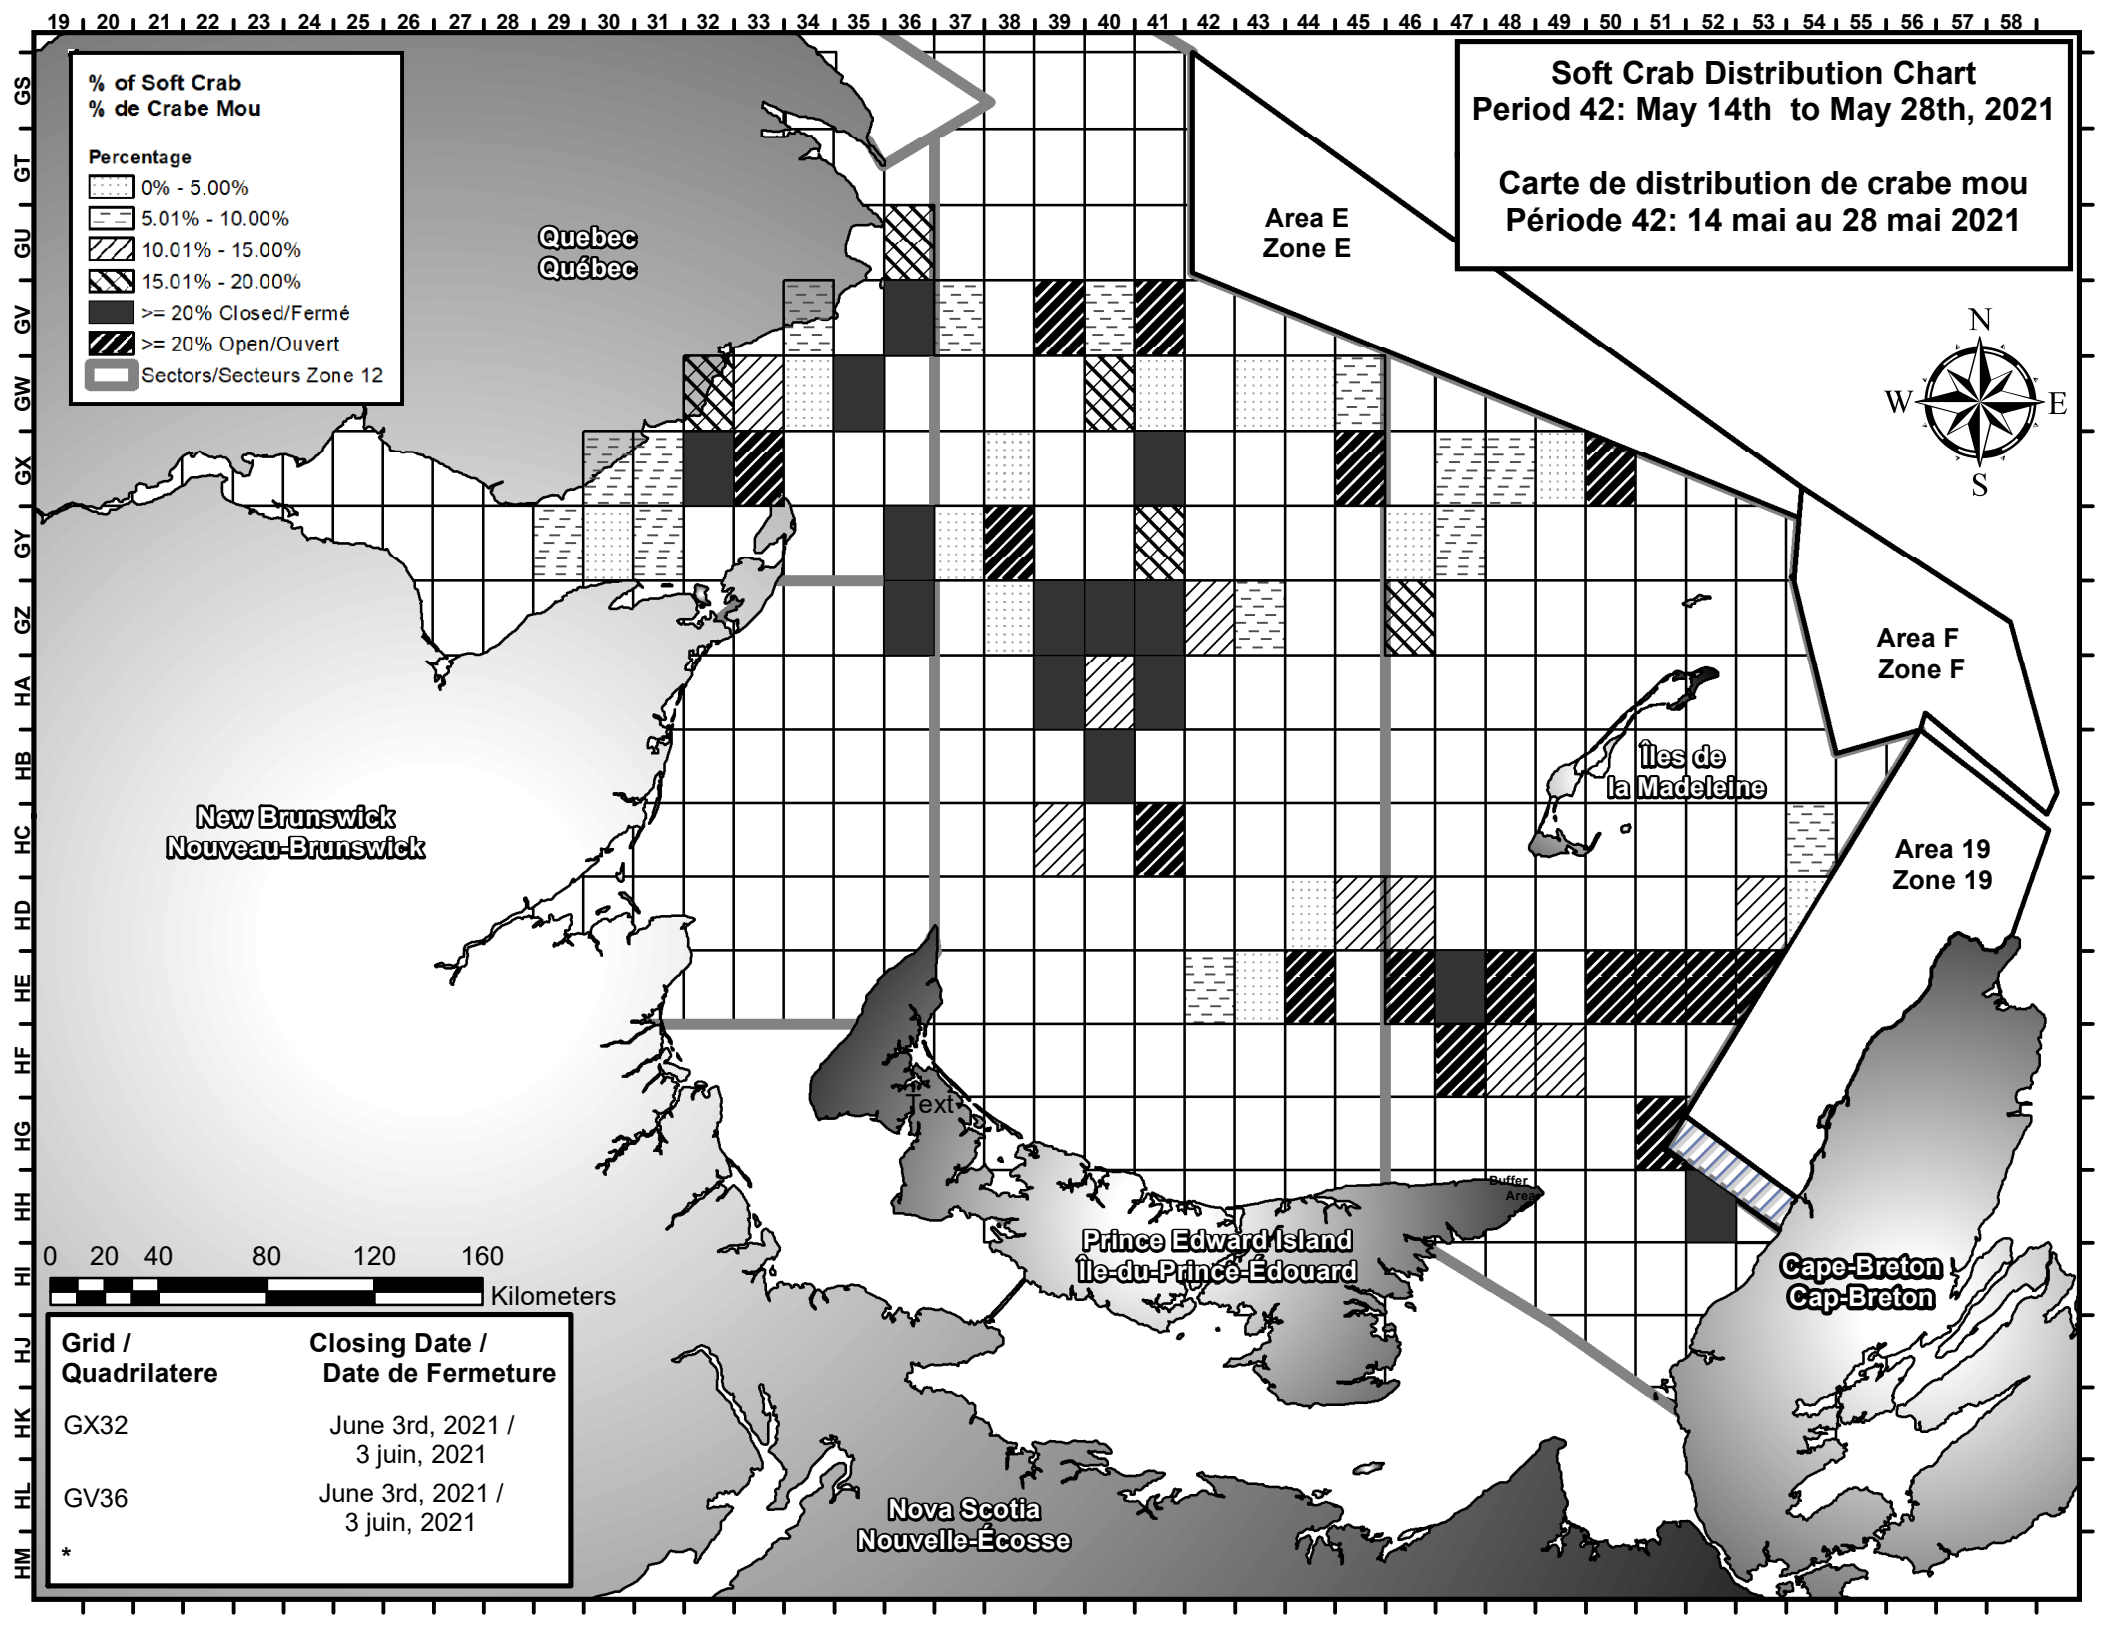 19 20 21 22 23 24 25 26 27 28 29 30 31 32 33 34 35 36 37 38 39 40 41 42 43 44 45 46 47 48 49 50 51 52 53 54 55 56 57 58
% of Soft Crab
% de Crabe Mou
Percentage
0% - 5.00%
5.01% - 10.00%
10.01% - 15.00%
15.01% - 20.00%
>= 20% Closed/Fermé
>= 20% Open/Ouvert
Sectors/Secteurs Zone 12
Soft Crab Distribution Chart
Period 42: May 14th to May 28th, 2021
Carte de distribution de crabe mou
Période 42: 14 mai au 28 mai 2021
GS
GT
GU
GV
GW
GX
GY
GZ
HA
HB
HC
HD
HE
HF
HG
HH
HI
HJ
HK
HL
HM
Quebec
Québec
Area E
Zone E
N
W E
S
Area F
Zone F
Îles de
la Madeleine
New Brunswick
Nouveau-Brunswick
Area 19
Zone 19
Text
Buffer
Area
Prince Edward Island
Île-du-Prince-Édouard
Cape-Breton
Cap-Breton
0 20 40 80 120 160
Kilometers
Grid / Closing Date /
Quadrilatere Date de Fermeture
GX32 June 3rd, 2021 /
3 juin, 2021
GV36 June 3rd, 2021 /
3 juin, 2021
*
Nova Scotia
Nouvelle-Écosse